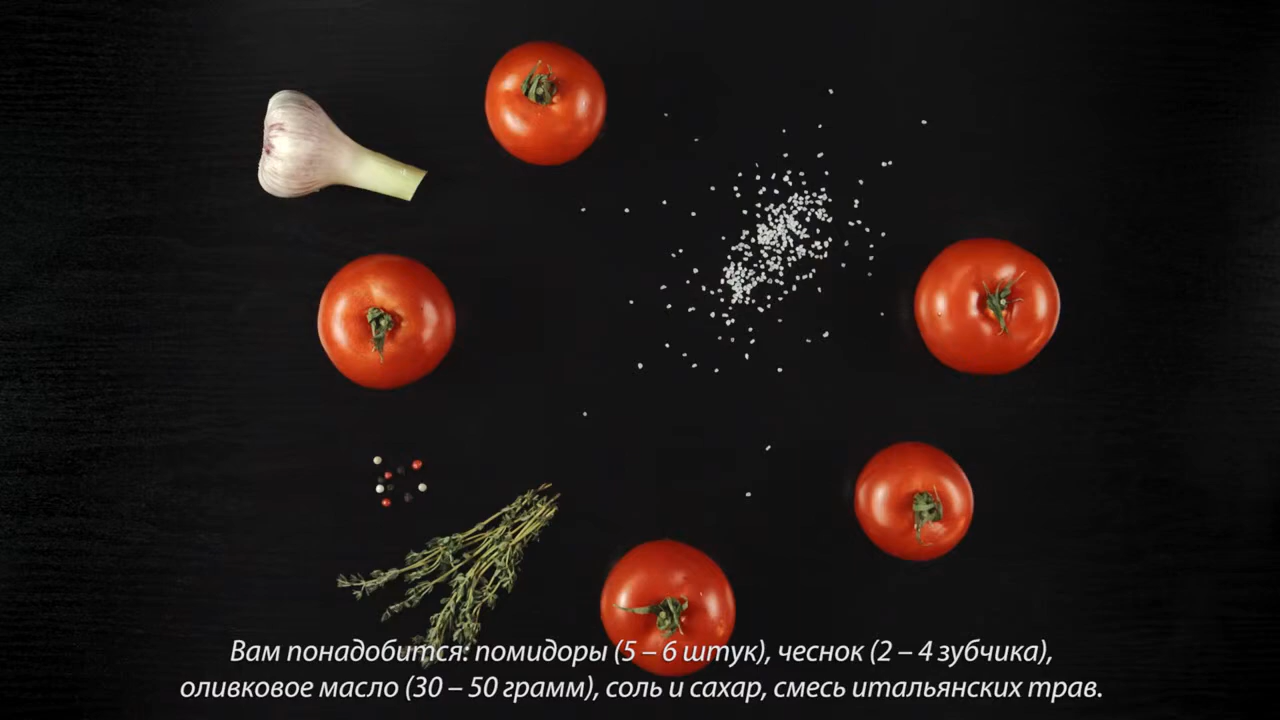 Вам понадобится: помидоры (5 – 6 штук), чеснок (2 – 4 зубчика),
оливковое масло (30 – 50 грамм), соль и сахар, смесь итальянских трав.